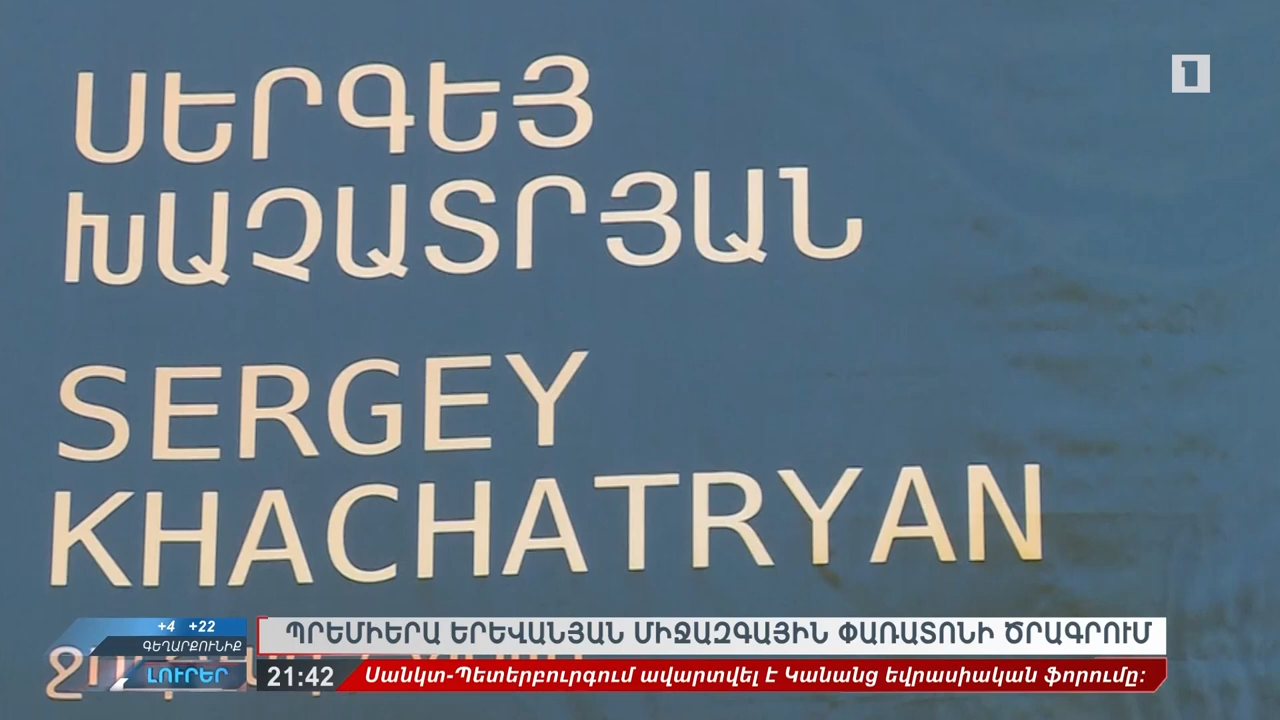 1
ՍԵՐԳԵՅ
ԽԱՉԱՏՐՅԱՆ
SERGEY
KHACHATRYAN
+4 +22
ԳԵՂԱՐՔՈՒՆԻՔ
ԼՈՒՐԵՐ
ՊՐԵՄԻԵՐԱ ԵՐԵՎԱՆՅԱՆ ՄԻՋԱԶԳԱՅԻՆ ՓԱՌԱՏՈՆԻ ԾՐԱԳՐՈՒՄ
21:42
Սանկտ-Պետերբուրգում ավարտվել է Կանանց եվրասիական ֆորումը: